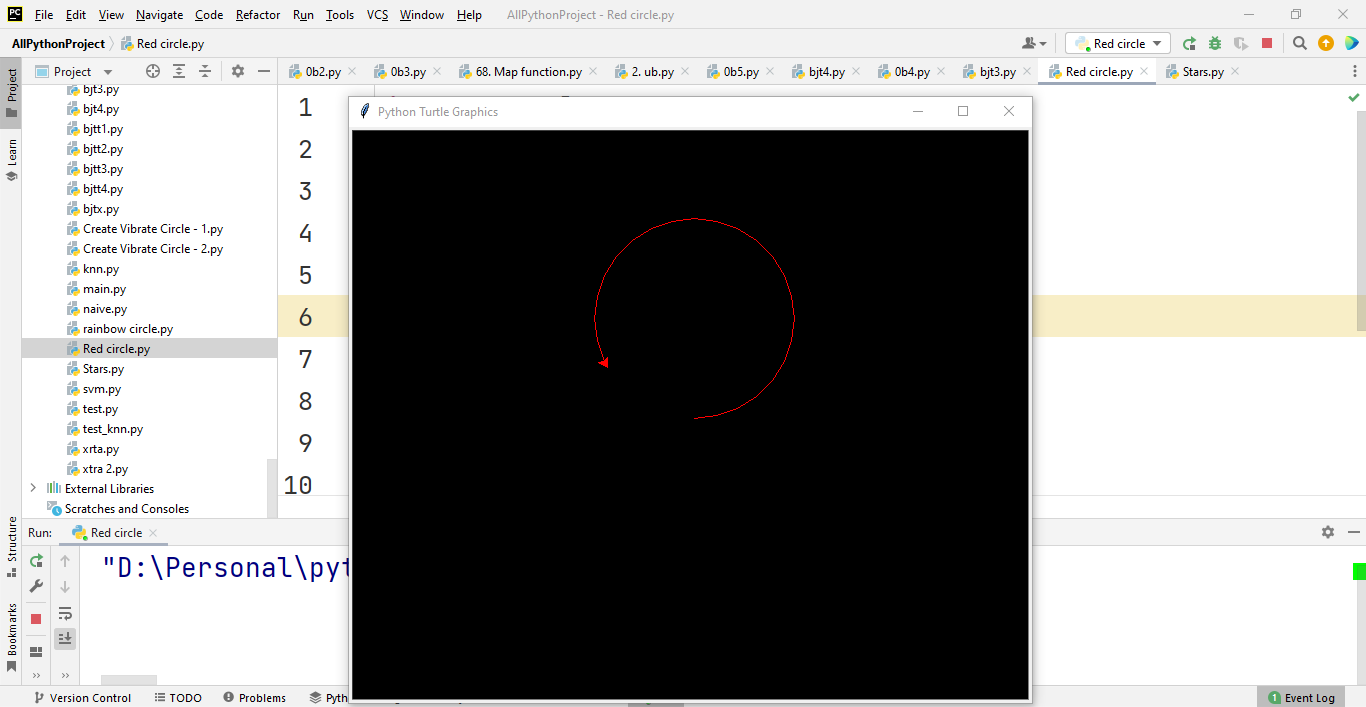 PC File Edit View Navigate Code Refactor Run Tools VCS Window Help AllPythonProject - Red circle.py
AllPythonProject Red circle.py Red circle
Project 0b2.py 0b3.py 68. Map function.py 2. ub.py 0b5.py bjt4.py 0b4.py bjt3.py Red circle.py Stars.py
Project
Learn
Structure
Bookmarks
bjt3.py
bjt4.py
bjtt1.py
bjtt2.py
bjtt3.py
bjtt4.py
bjtx.py
Create Vibrate Circle - 1.py
Create Vibrate Circle - 2.py
knn.py
main.py
naive.py
rainbow circle.py
Red circle.py
Stars.py
svm.py
test.py
test_knn.py
xrta.py
xtra 2.py
External Libraries
Scratches and Consoles
1
2
3
4
5
6
7
8
9
10
Python Turtle Graphics
Run: Red circle
"D:\Personal\pyt
Version Control TODO Problems Pyth 1 Event Log